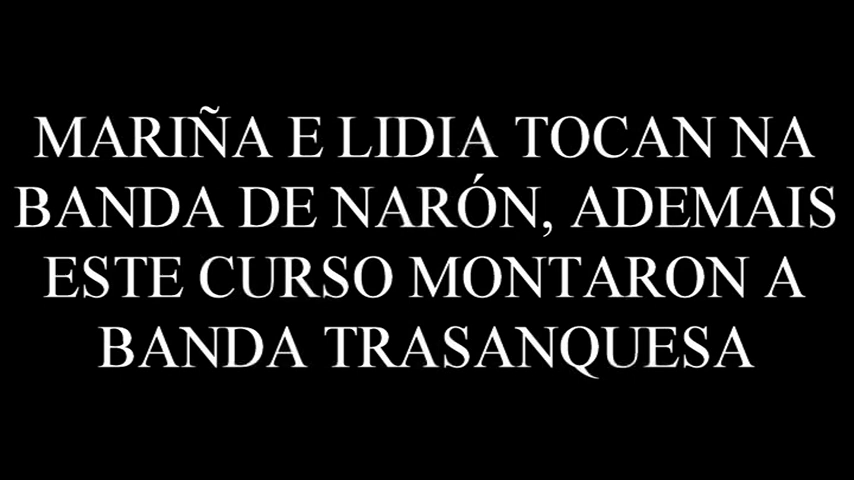 MARIÑA E LIDIA TOCAN NA
BANDA DE NARÓN, ADEMAIS
ESTE CURSO MONTARON A
BANDA TRASANQUESA